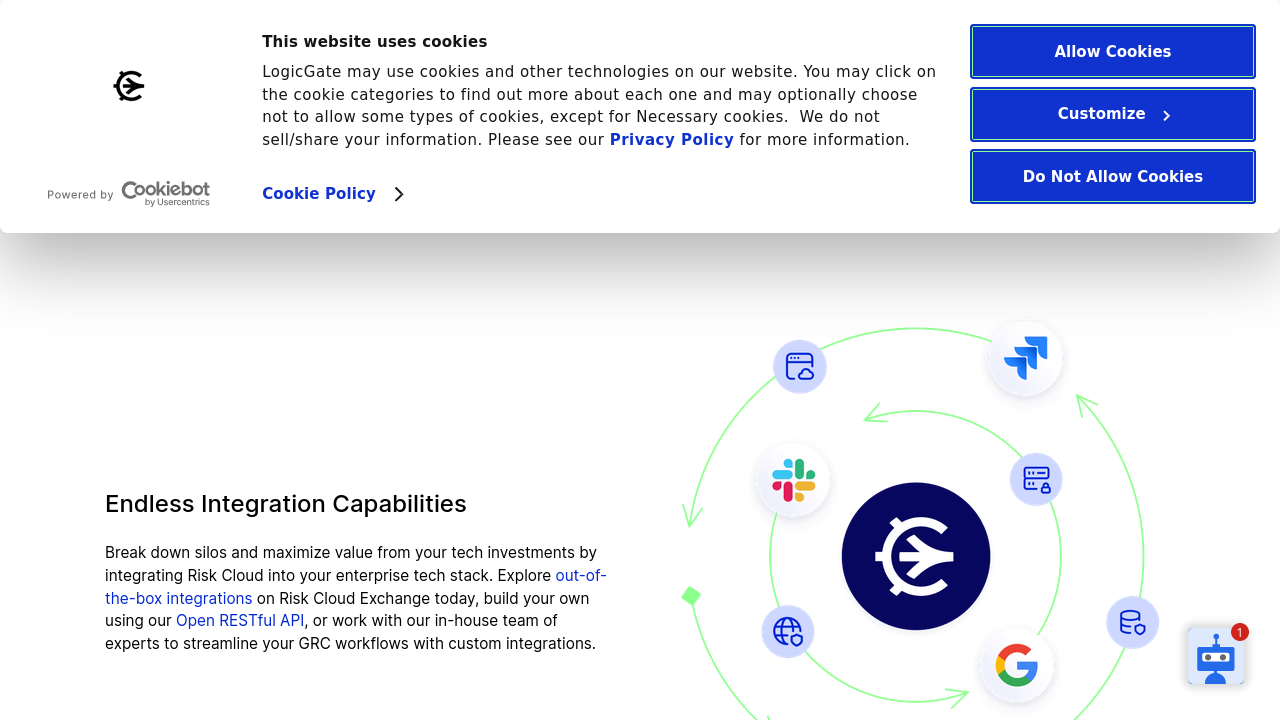 This website uses cookies
LogicGate may use cookies and other technologies on our website. You may click on
the cookie categories to find out more about each one and may optionally choose
not to allow some types of cookies, except for Necessary cookies.  We do not
sell/share your information. Please see our Privacy Policy for more information.
Cookie Policy
Powered by Cookiebot
by Usercentrics
Allow Cookies
Customize
Do Not Allow Cookies
Endless Integration Capabilities
Break down silos and maximize value from your tech investments by
integrating Risk Cloud into your enterprise tech stack. Explore out-of-
the-box integrations on Risk Cloud Exchange today, build your own
using our Open RESTful API, or work with our in-house team of
experts to streamline your GRC workflows with custom integrations.
1